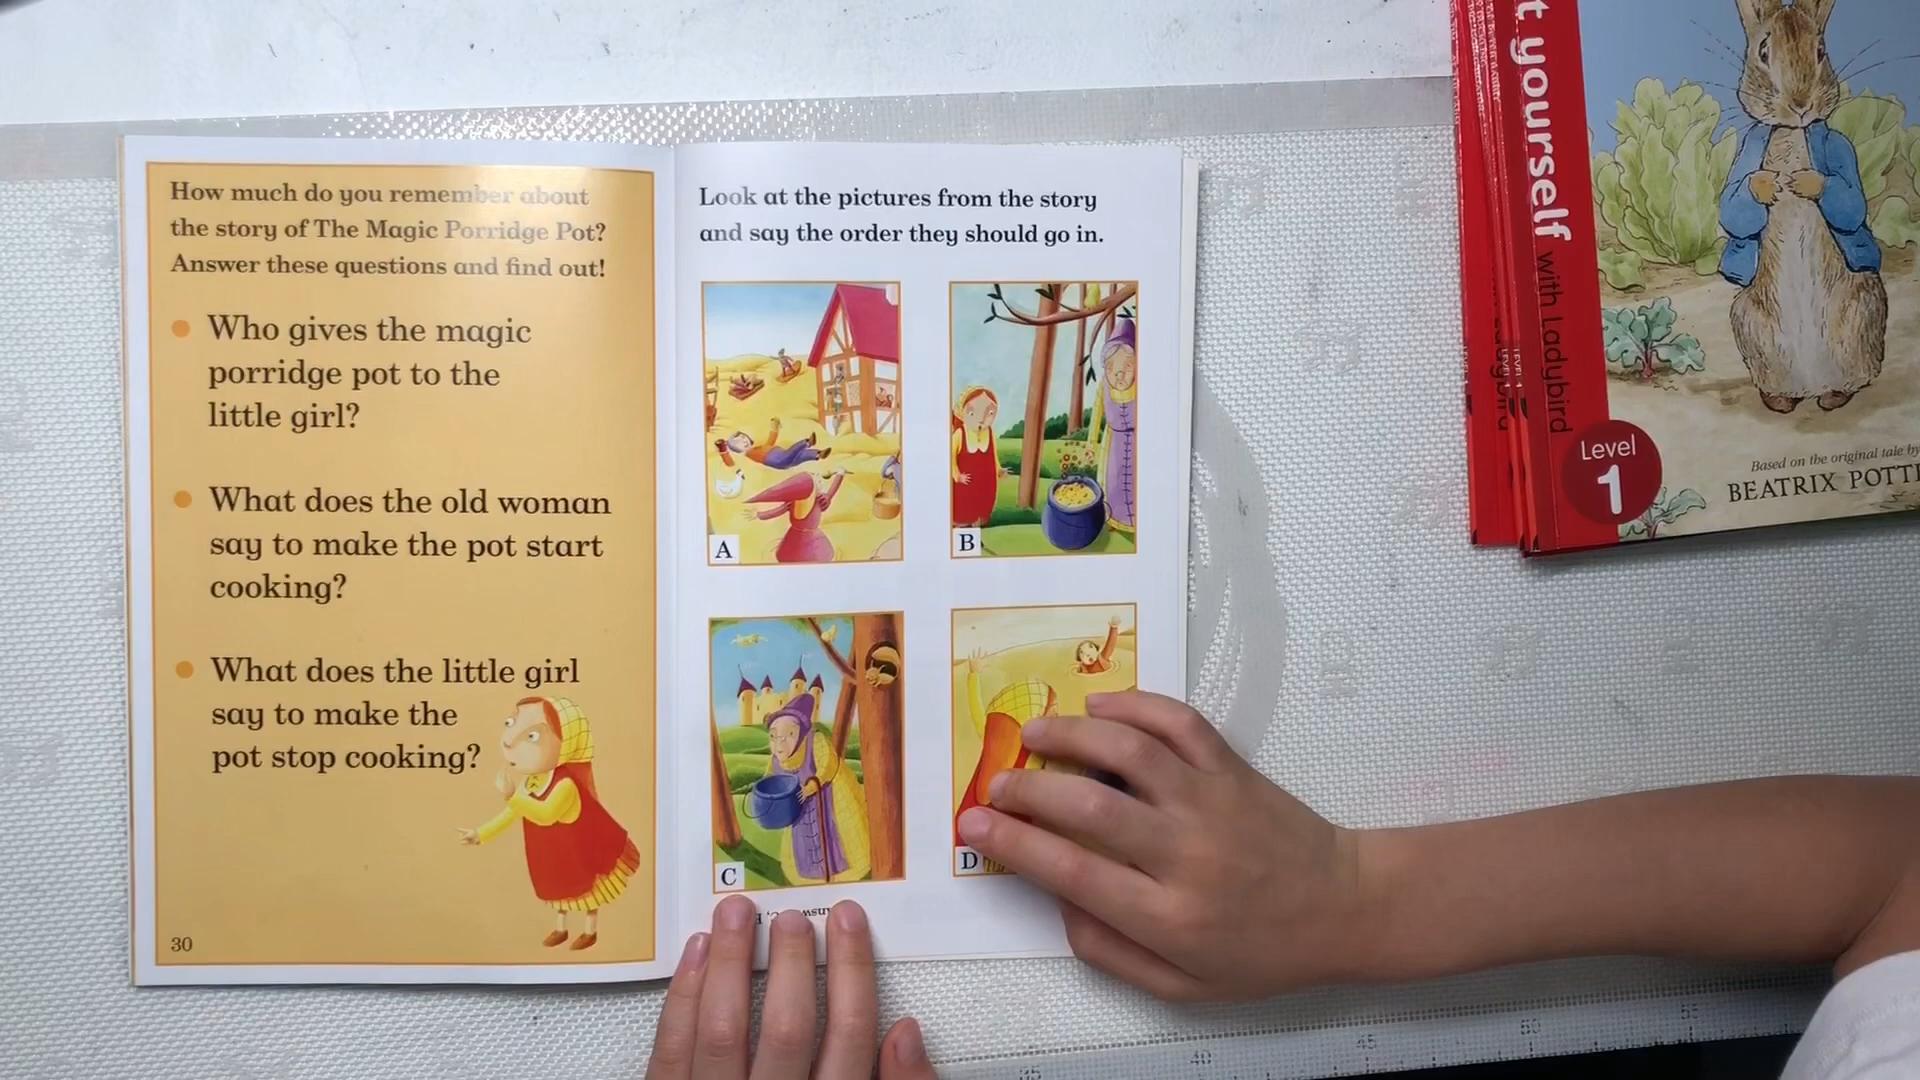 How much do you remember about
the story of The Magic Porridge Pot?
Answer these questions and find out!
Who gives the magic
porridge pot to the
little girl?
What does the old woman
say to make the pot start
cooking?
What does the little girl
say to make the
pot stop cooking?
30
Look at the pictures from the story
and say the order they should go in.
A
B
C
D
yourself with Ladybird
Level
1
Based on the original tale by
BEATRIX
40
45
50
55